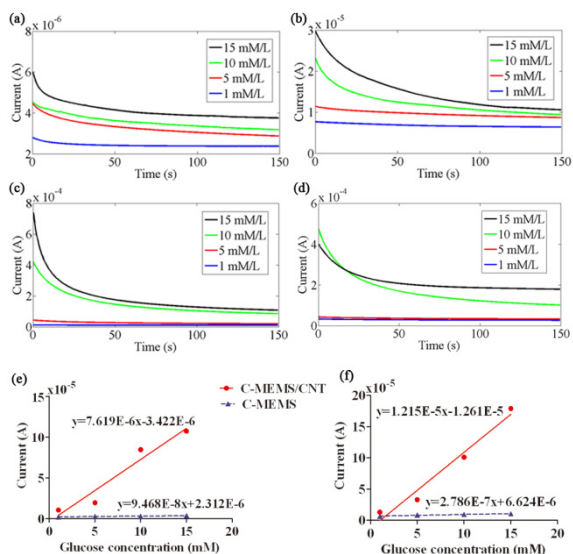 (a)
x 10⁻⁶
8
6
4
2
0
50
100
150
Current (A)
Time (s)
15 mM/L
10 mM/L
5 mM/L
1 mM/L
(b)
x 10⁻⁵
3
2
1
0
0
50
100
150
Current (A)
Time (s)
15 mM/L
10 mM/L
5 mM/L
1 mM/L
(c)
x 10⁻⁴
8
6
4
2
0
0
50
100
150
Current (A)
Time (s)
15 mM/L
10 mM/L
5 mM/L
1 mM/L
(d)
x 10⁻⁴
6
4
2
0
0
50
100
150
Current (A)
Time (s)
15 mM/L
10 mM/L
5 mM/L
1 mM/L
C-MEMS/CNT
C-MEMS
(e)
x10⁻⁵
15
10
5
0
0
5
10
15
20
y=7.619E-6x-3.422E-6
y=9.468E-8x+2.312E-6
Current (A)
Glucose concentration (mM)
(f)
x10⁻⁵
20
15
10
5
0
0
5
10
15
20
y=1.215E-5x-1.261E-5
y=2.786E-7x+6.624E-6
Current (A)
Glucose concentration (mM)